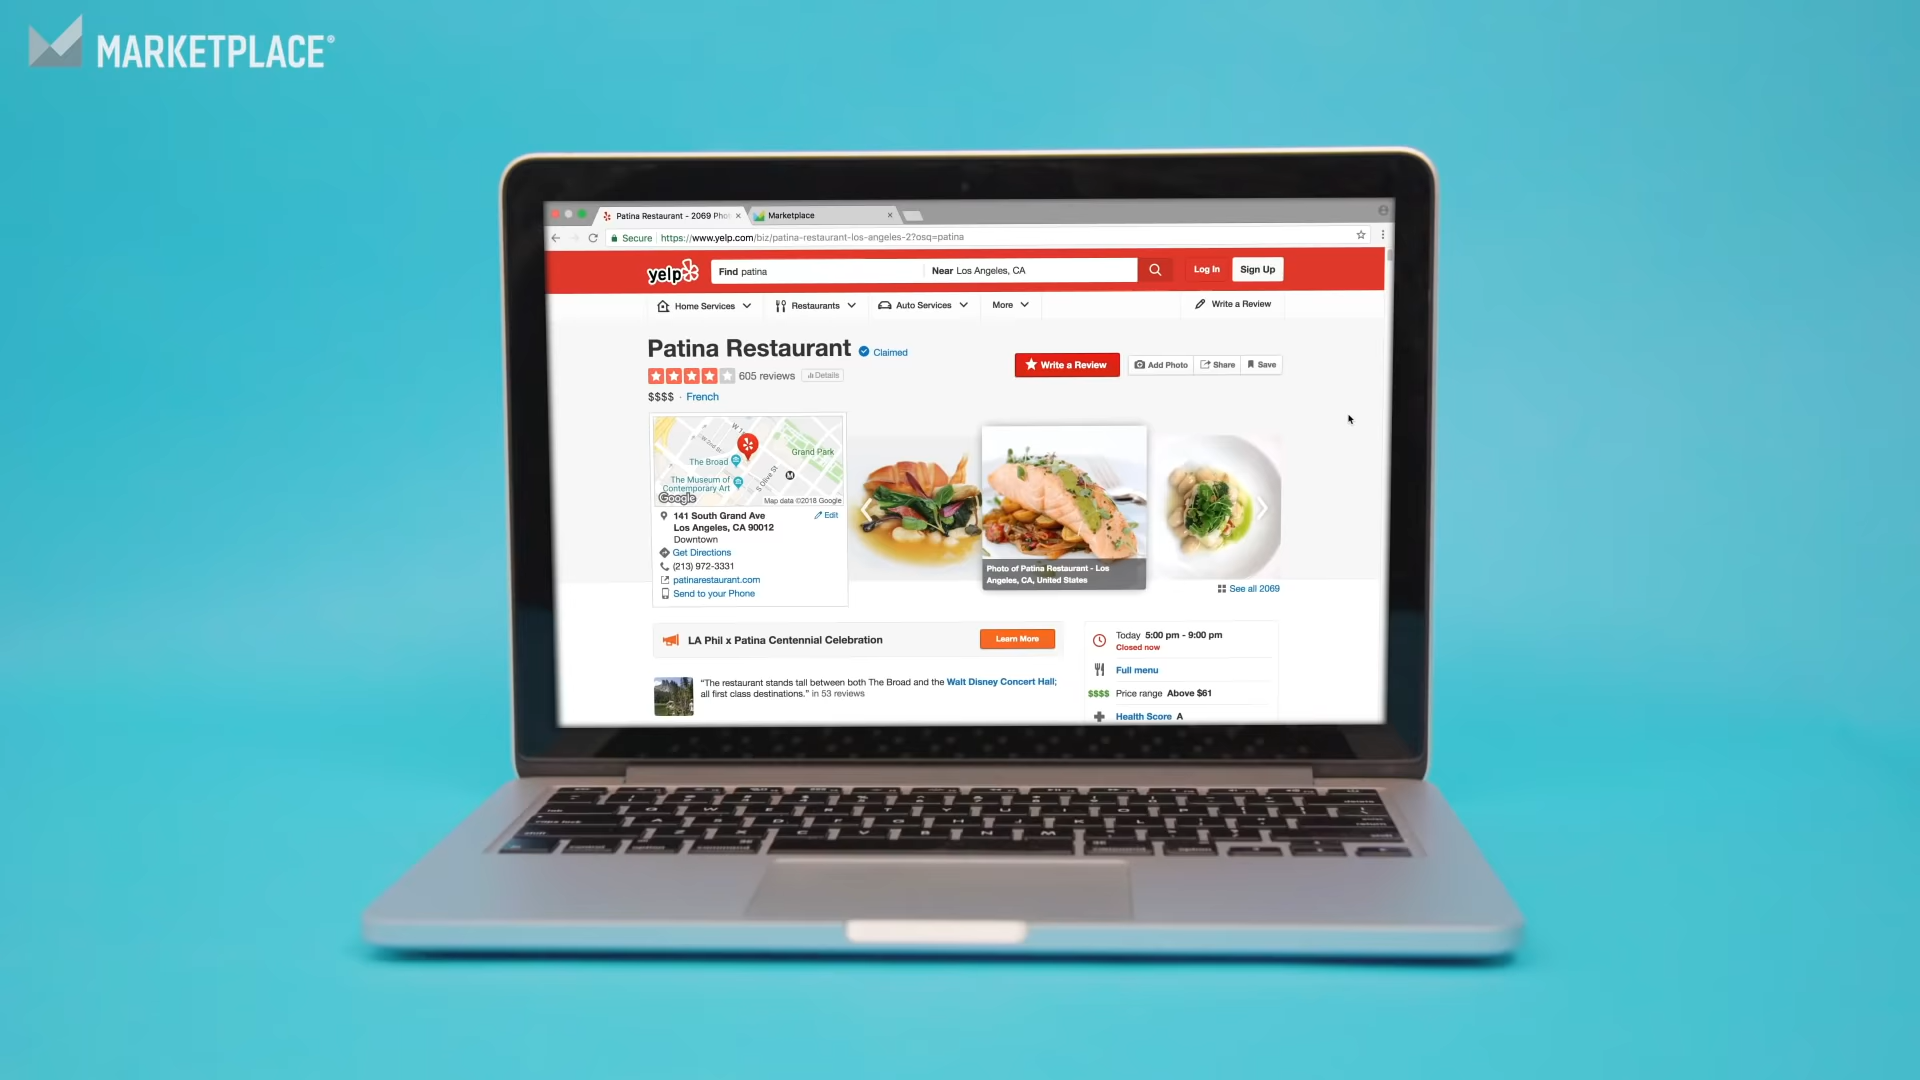 MARKETPLACE®
Patina Restaurant - 2069 Pho
Marketplace
Secure https://www.yelp.com/biz/patina-restaurant-los-angeles-2?osq=patina
yelp
Find patina
Near Los Angeles, CA
Log In
Sign Up
Home Services
Restaurants
Auto Services
More
Write a Review
Patina Restaurant
Claimed
605 reviews
Details
$$$$ · French
Write a Review
Add Photo
Share
Save
The Broad
Grand Park
S Olive St
The Museum of
Contemporary Art
Google
Map data ©2018 Google
141 South Grand Ave
Edit
Los Angeles, CA 90012
Downtown
Get Directions
(213) 972-3331
patinarestaurant.com
Send to your Phone
Photo of Patina Restaurant - Los
Angeles, CA, United States
See all 2069
LA Phil x Patina Centennial Celebration
Learn More
"The restaurant stands tall between both The Broad and the Walt Disney Concert Hall;
all first class destinations." in 53 reviews
Today 5:00 pm - 9:00 pm
Closed now
Full menu
$$$$ Price range Above $61
Health Score A